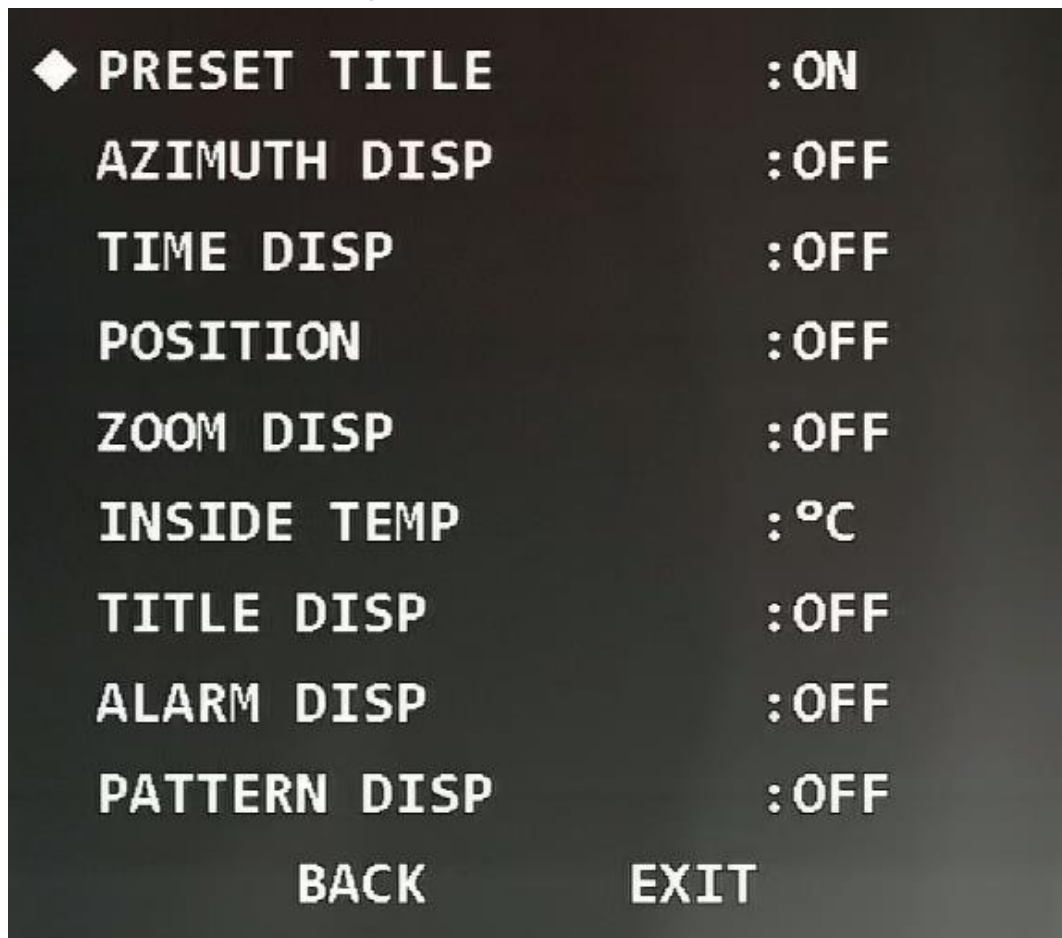 ◆ PRESET TITLE :ON
AZIMUTH DISP :OFF
TIME DISP :OFF
POSITION :OFF
ZOOM DISP :OFF
INSIDE TEMP :°C
TITLE DISP :OFF
ALARM DISP :OFF
PATTERN DISP :OFF
BACK EXIT